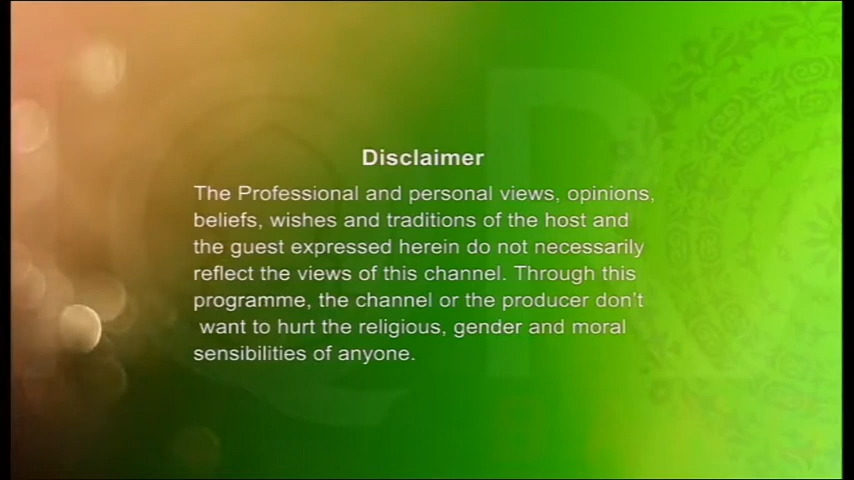 Disclaimer
The Professional and personal views, opinions,
beliefs, wishes and traditions of the host and
the guest expressed herein do not necessarily
reflect the views of this channel. Through this
programme, the channel or the producer don't
want to hurt the religious, gender and moral
sensibilities of anyone.